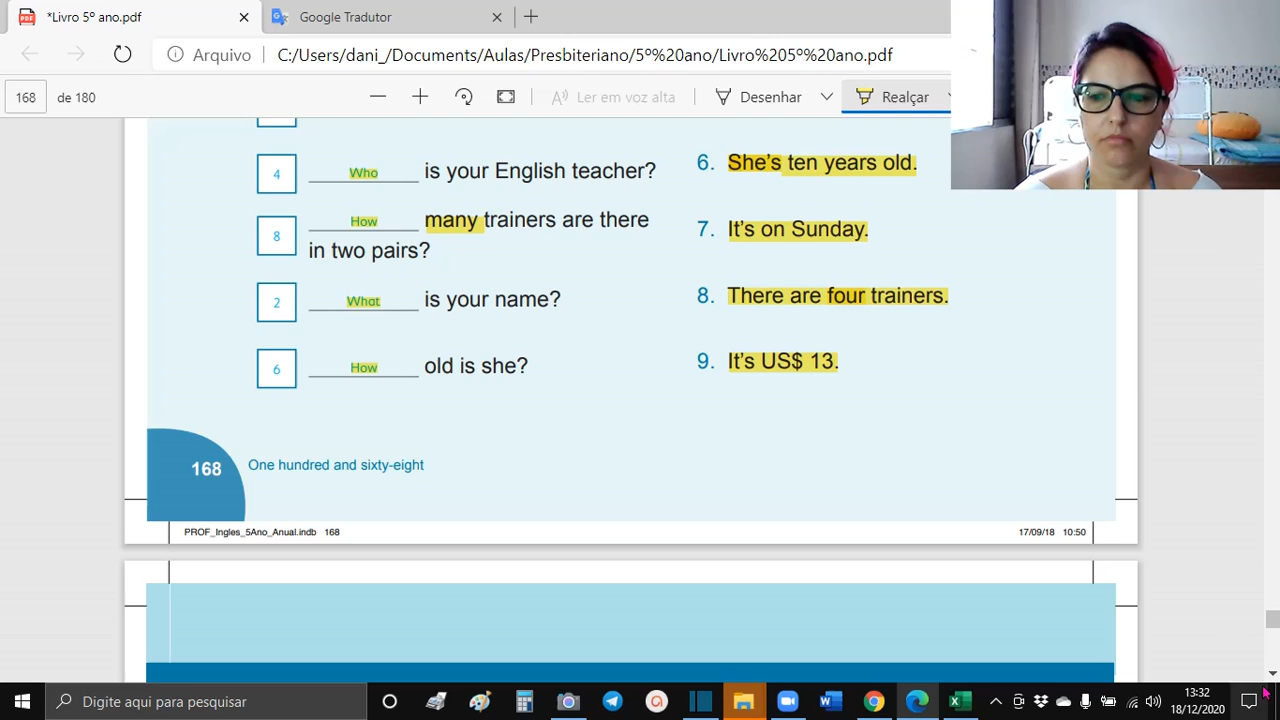 *Livro 5º ano.pdf
Google Tradutor
Arquivo
C:/Users/dani_/Documents/Aulas/Presbiteriano/5º%20ano/Livro%205º%20ano.pdf
168
de 180
Ler em voz alta
Desenhar
Realçar
4 Who is your English teacher?
8 How many trainers are there
in two pairs?
2 What is your name?
6 How old is she?
6. She's ten years old.
7. It's on Sunday.
8. There are four trainers.
9. It's US$ 13.
168 One hundred and sixty-eight
PROF_Ingles_5Ano_Anual.indb 168
17/09/18 10:50
Digite aqui para pesquisar
13:32
18/12/2020